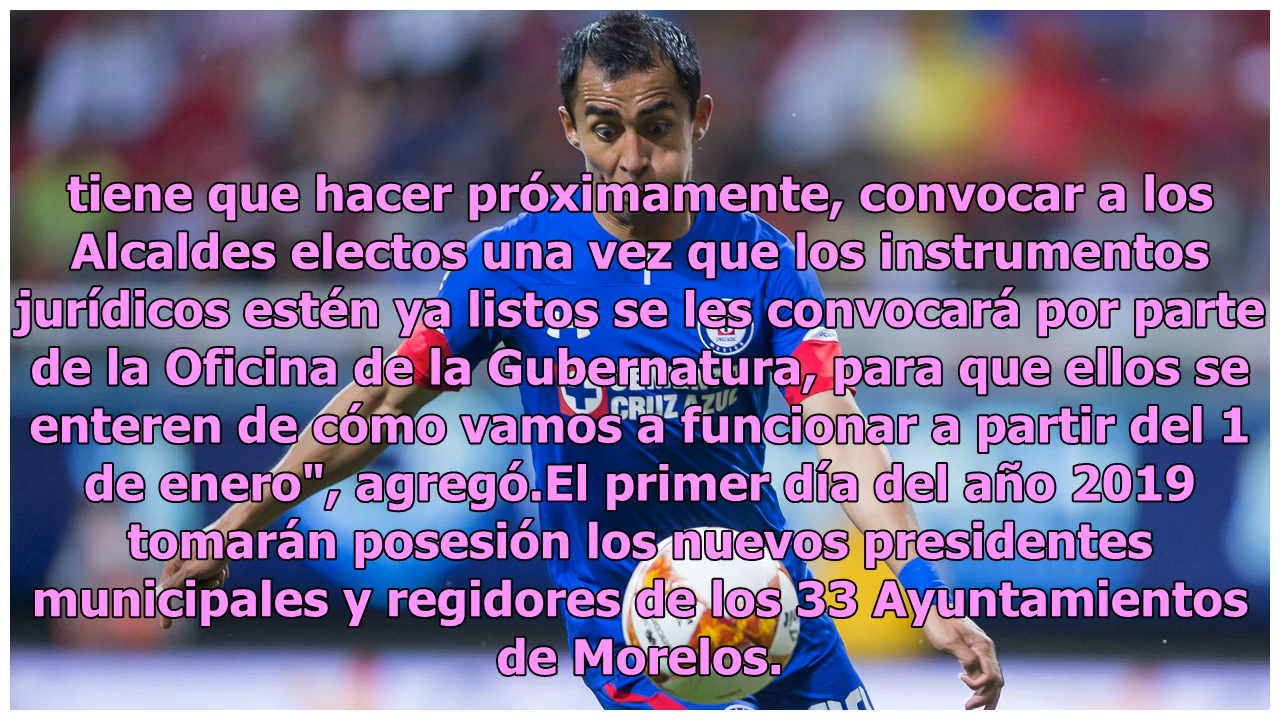 tiene que hacer próximamente, convocar a los
Alcaldes electos una vez que los instrumentos
jurídicos estén ya listos se les convocará por parte
de la Oficina de la Gubernatura, para que ellos se
enteren de cómo vamos a funcionar a partir del 1
de enero", agregó.El primer día del año 2019
tomarán posesión los nuevos presidentes
municipales y regidores de los 33 Ayuntamientos
de Morelos.
CRUZ AZUL